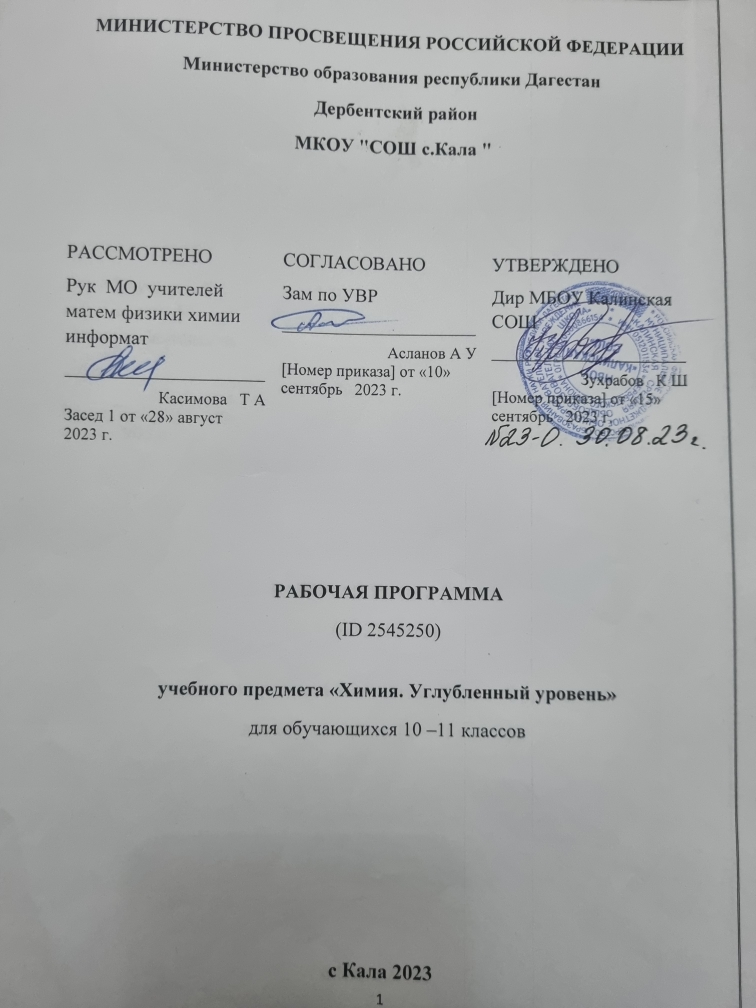 МИНИСТЕРСТВО ПРОСВЕЩЕНИЯ РОССИЙСКОЙ ФЕДЕРАЦИИ
Министерство образования республики Дагестан
Дербентский район
МКОУ "СОШ с.Кала "
РАССМОТРЕНО
Рук МО учителей
матем физики химии
информат
Касимова Т А
Засед 1 от «28» август
2023 г.
СОГЛАСОВАНО
Зам по УВР
Асланов А У
[Номер приказа] от «10»
сентябрь 2023 г.
УТВЕРЖДЕНО
Дир МБОУ Калинская
СОШ
Зухрабов К Ш
[Номер приказа] от «15»
сентябрь 2023 г.
№23-О. 30.08.23г.
РАБОЧАЯ ПРОГРАММА
(ID 2545250)
учебного предмета «Химия. Углубленный уровень»
для обучающихся 10 –11 классов
с Кала 2023
1